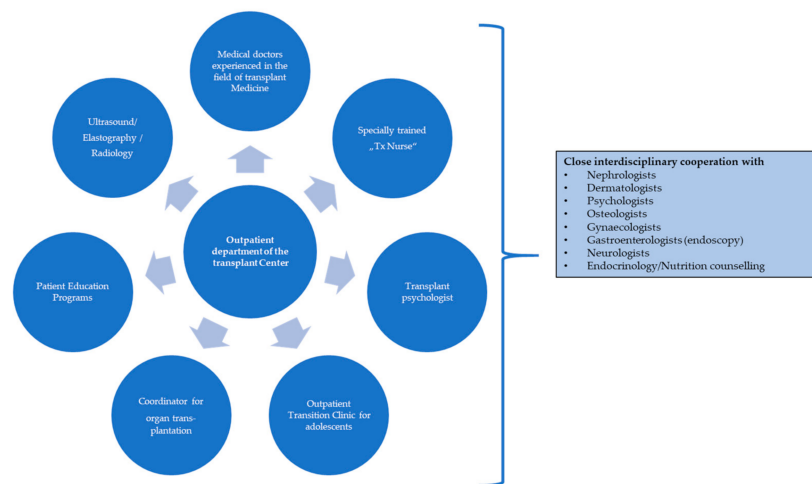 Medical doctors
experienced in the
field of transplant
Medicine
Specially trained
„Tx Nurse“
Transplant
psychologist
Outpatient
Transition Clinic for
adolescents
Coordinator for
organ trans-
plantation
Patient Education
Programs
Ultrasound/
Elastography /
Radiology
Outpatient
department of the
transplant Center
Close interdisciplinary cooperation with
• Nephrologists
• Dermatologists
• Psychologists
• Osteologists
• Gynaecologists
• Gastroenterologists (endoscopy)
• Neurologists
• Endocrinology/Nutrition counselling